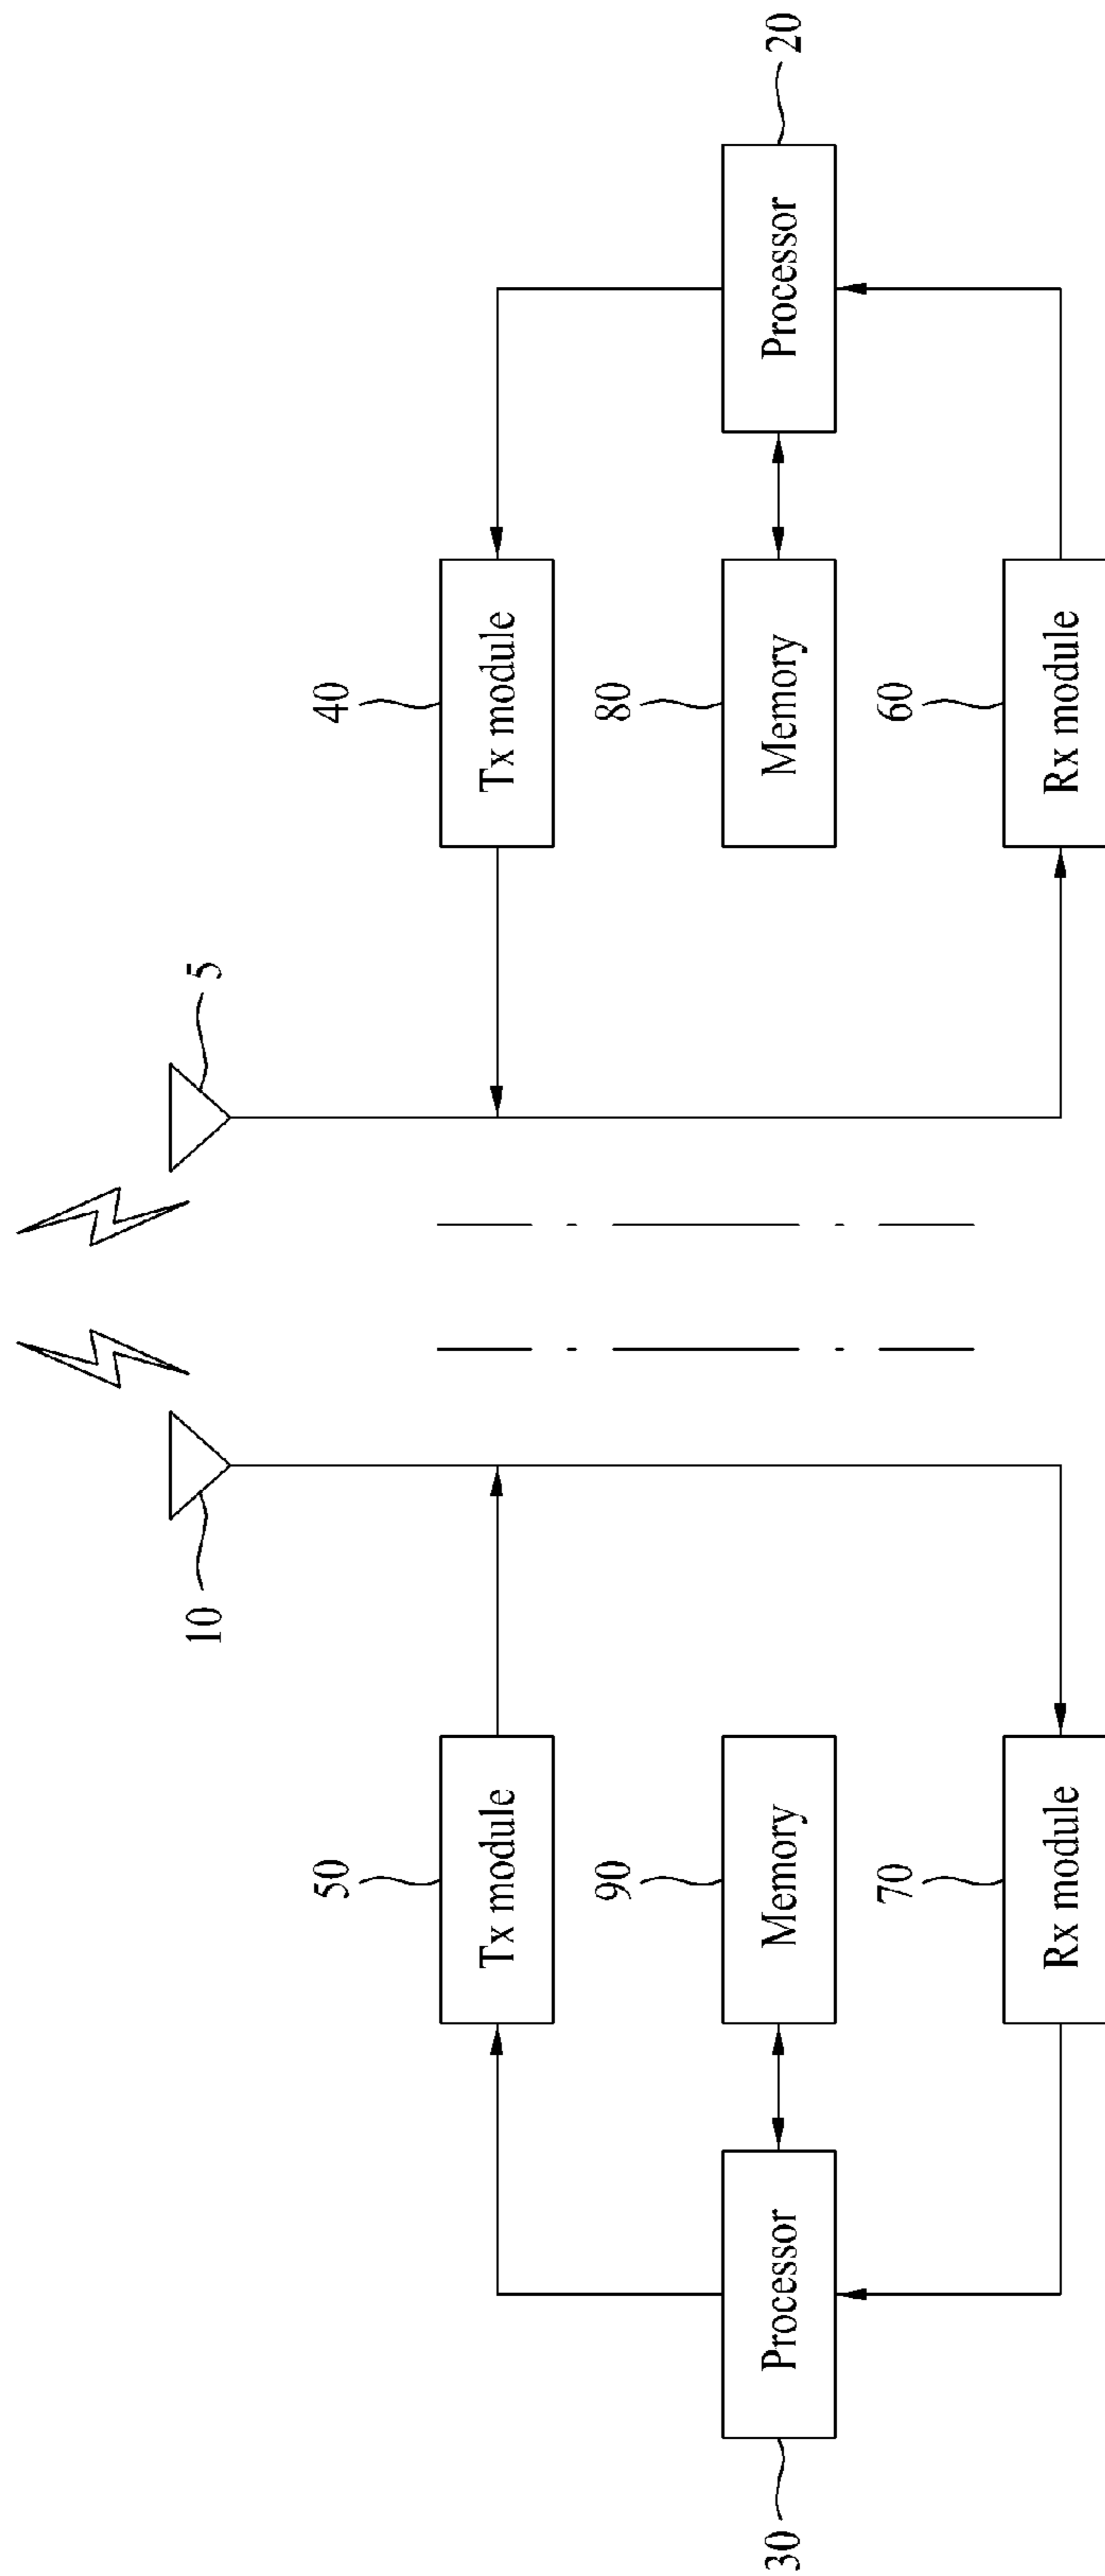 10
5
50
Tx module
40
Tx module
30
Processor
90
Memory
80
Memory
Processor
20
70
Rx module
60
Rx module